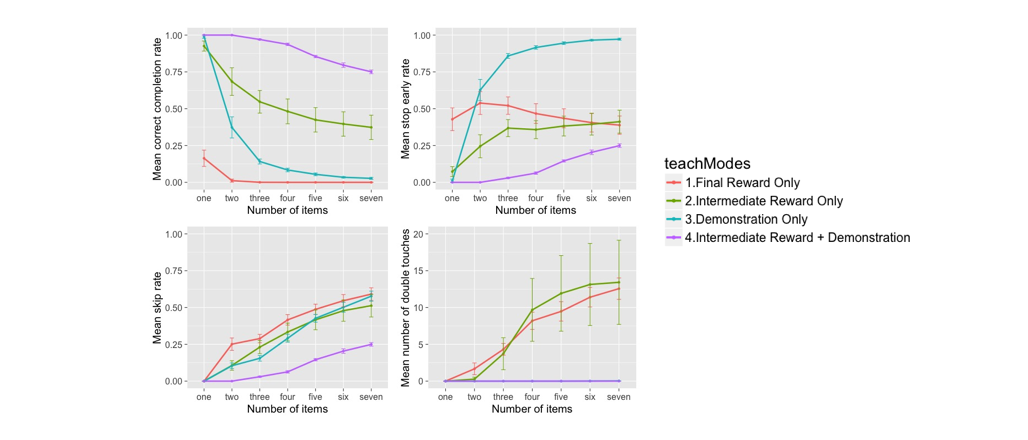 Mean correct completion rate
1.00
0.75
0.50
0.25
0.00
one two three four five six seven
Number of items
Mean stop early rate
1.00
0.75
0.50
0.25
0.00
one two three four five six seven
Number of items
Mean skip rate
1.00
0.75
0.50
0.25
0.00
one two three four five six seven
Number of items
Mean number of double touches
20
15
10
5
0
one two three four five six seven
Number of items
teachModes
1.Final Reward Only
2.Intermediate Reward Only
3.Demonstration Only
4.Intermediate Reward + Demonstration